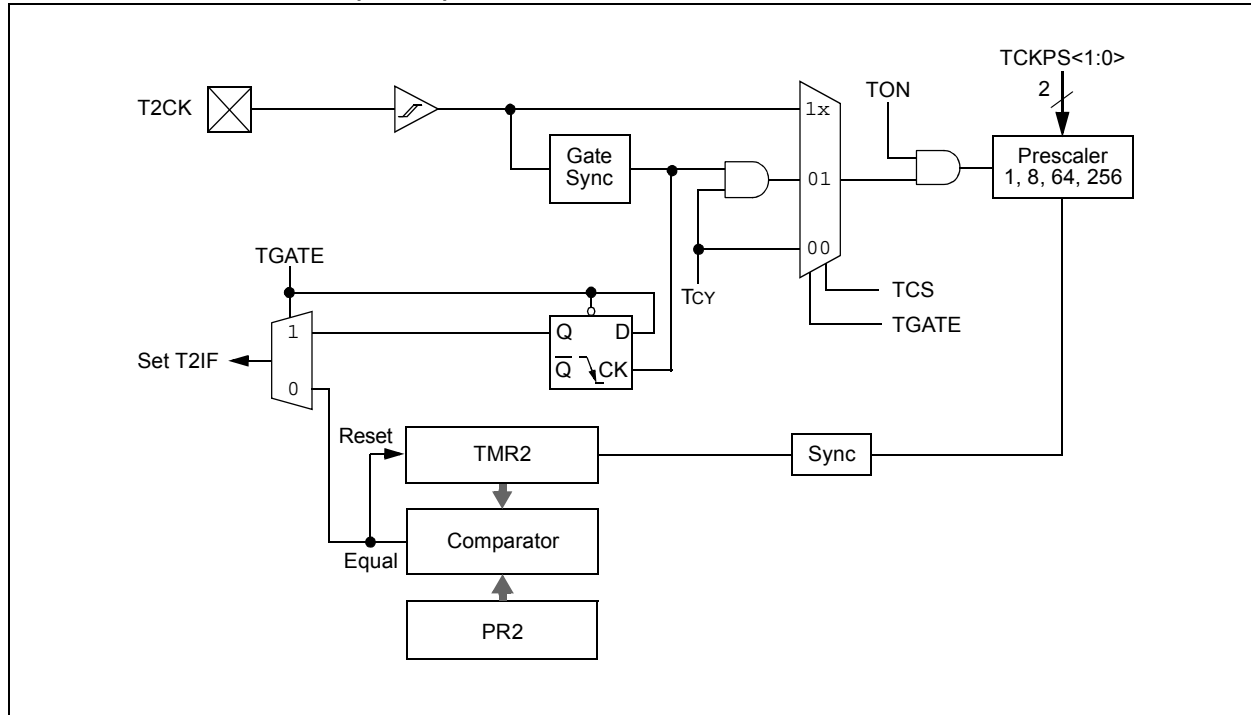 TCKPS<1:0>
2
TON
T2CK
1x
Gate
Sync
01
Prescaler
1, 8, 64, 256
00
TGATE
TCY
TCS
TGATE
1
Q
D
Set T2IF
Q
CK
0
Reset
TMR2
Sync
Equal
Comparator
PR2